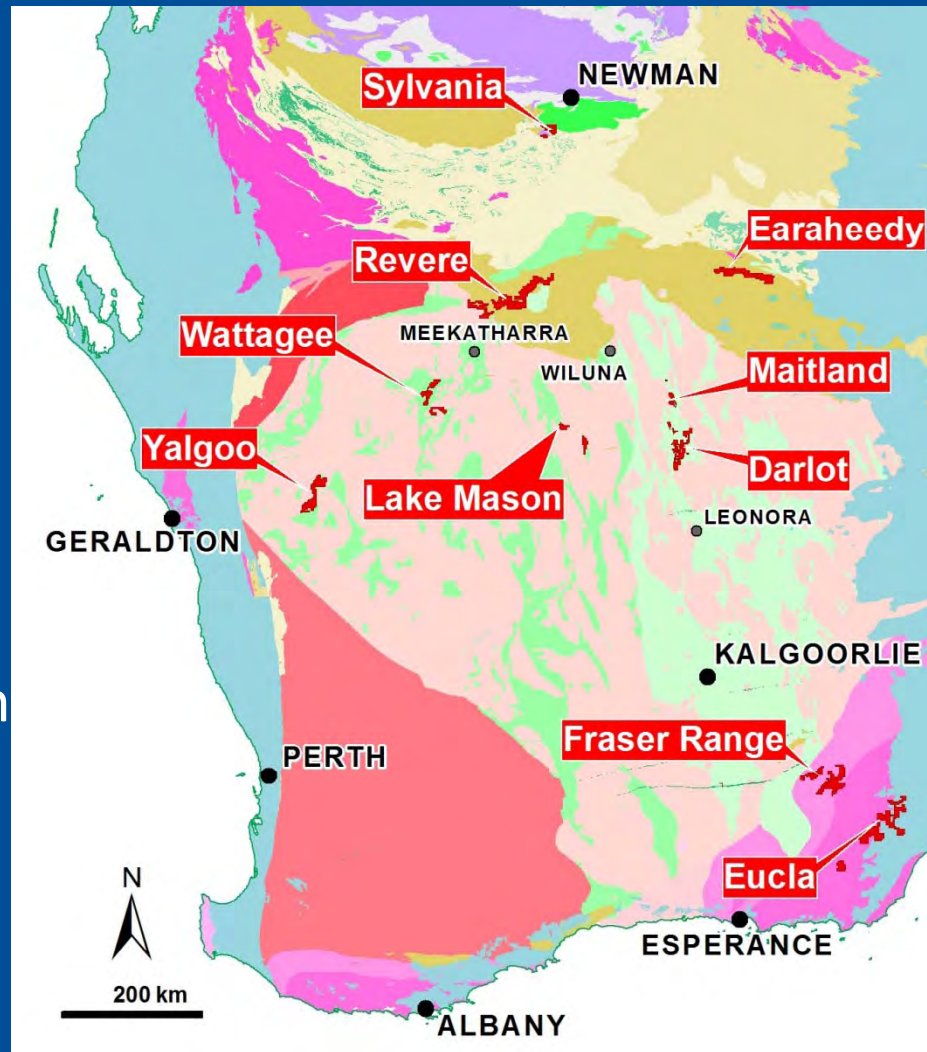 NEWMAN
Sylvania
Earaheedy
Revere
MEEKATHARRA
Wattagee
WILUNA
Maitland
Yalgoo
Darlot
Lake Mason
LEONORA
GERALDTON
KALGOORLIE
n
Fraser Range
PERTH
Eucla
N
ESPERANCE
200 km
ALBANY